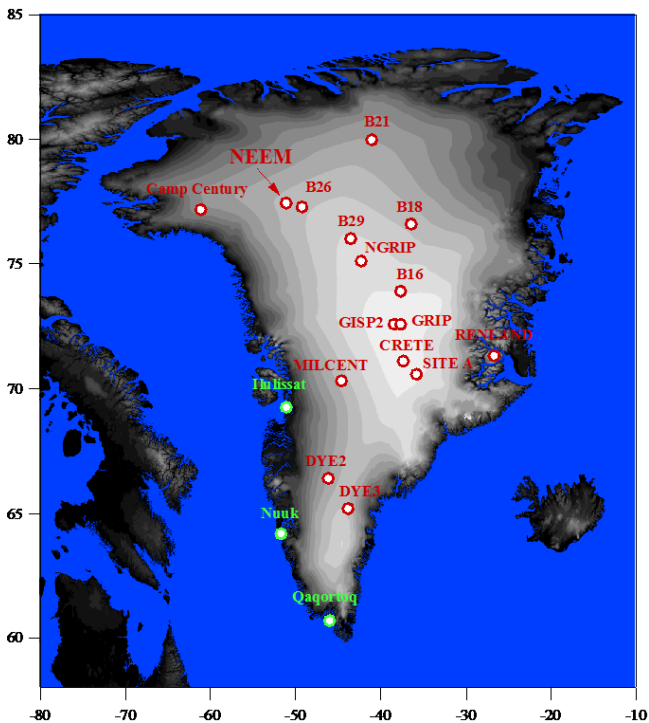 85
80
B21
NEEM
Camp Century
B26
B18
B29
NGRIP
75
B16
GISP2
GRIP
RENLAND
CRETE
MILCENT
SITE A
70
Ilulissat
DYE2
DYE3
65
Nuuk
Qaqortoq
60
-80 -70 -60 -50 -40 -30 -20 -10